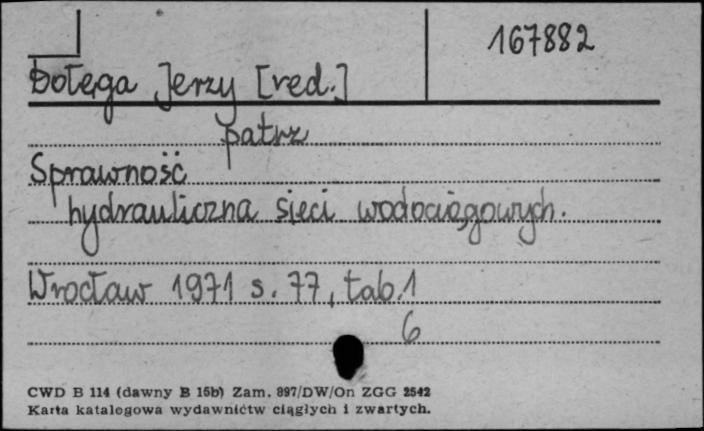 167882
Dołęga Jerzy [red.]
patrz
Sprawność
hydrauliczna sieci wodociągowych.
Wrocław 1971 s. 77, tab. 1
6
CWD B 114 (dawny B 15b) Zam. 897/DW/On ZGG 2542
Karta katalogowa wydawnictw ciągłych i zwartych.